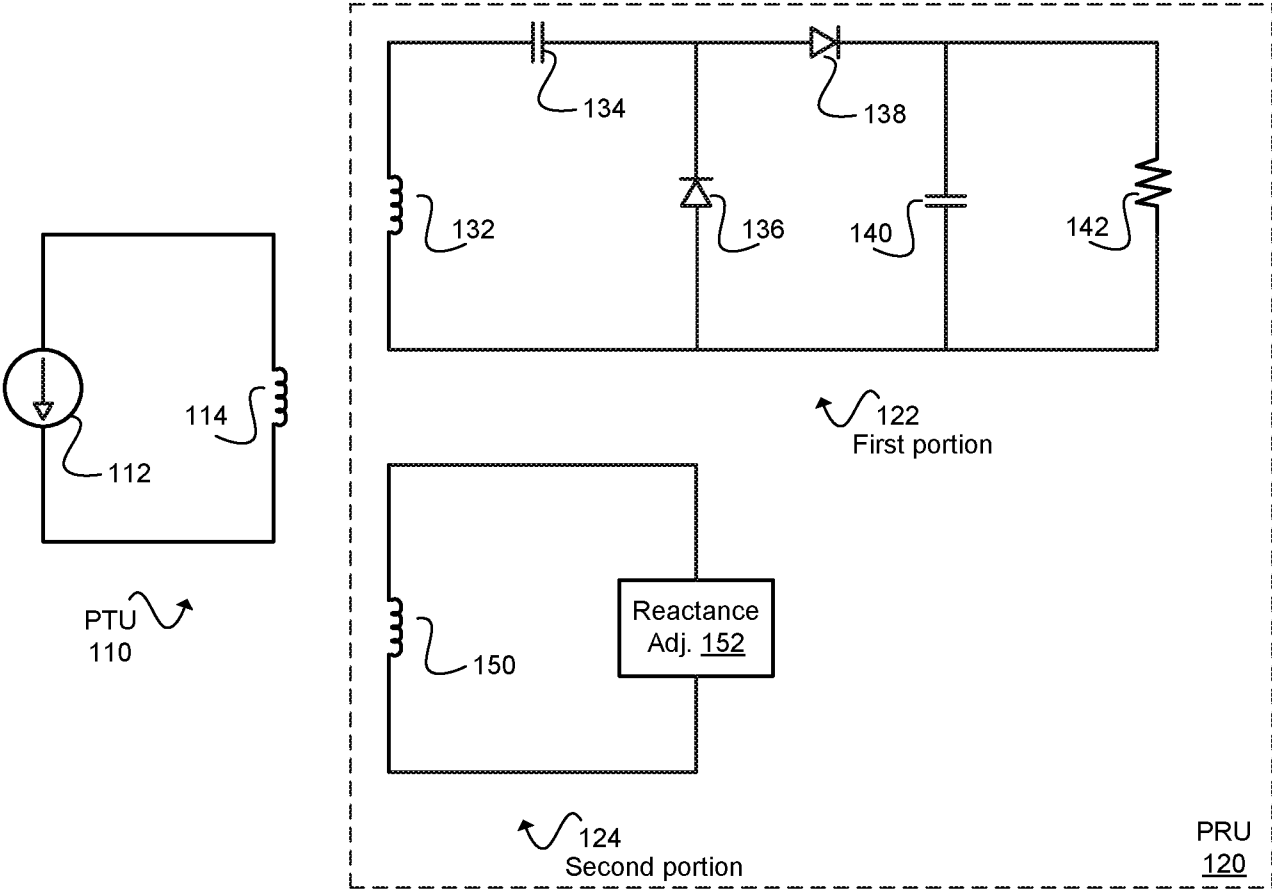 134
138
132
136
140
142
114
112
122
First portion
PTU
110
Reactance
Adj. 152
150
124
Second portion
PRU
120